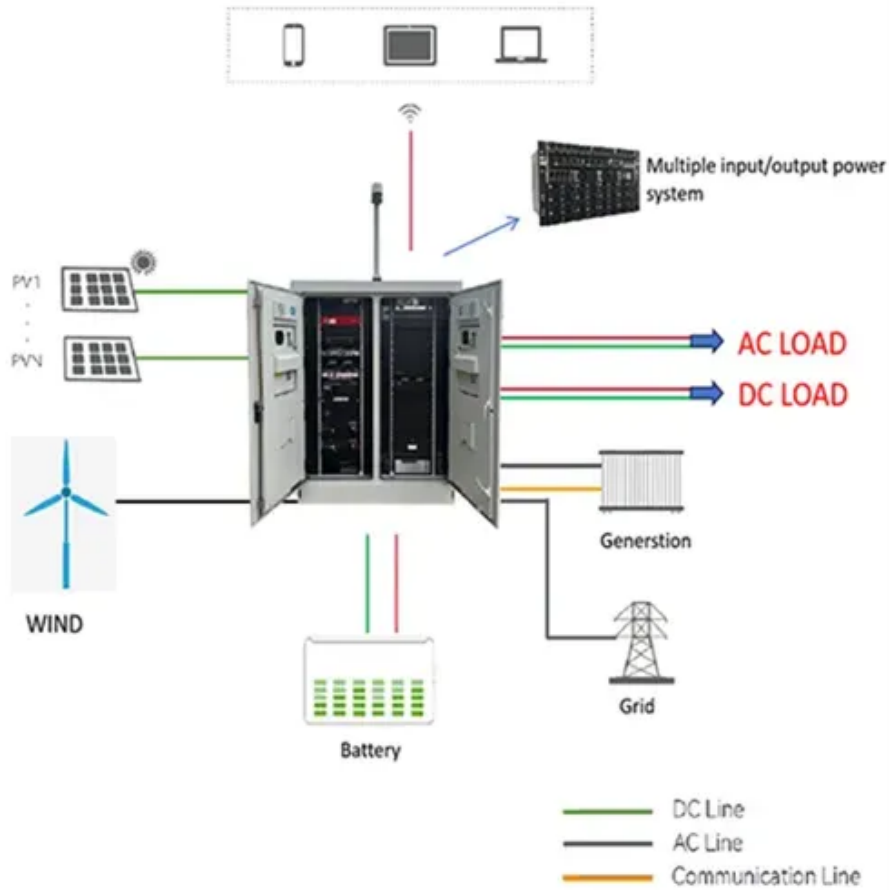 Multiple input/output power
system
PV1
PVN
AC LOAD
DC LOAD
Generstion
WIND
Grid
Battery
DC Line
AC Line
Communication Line